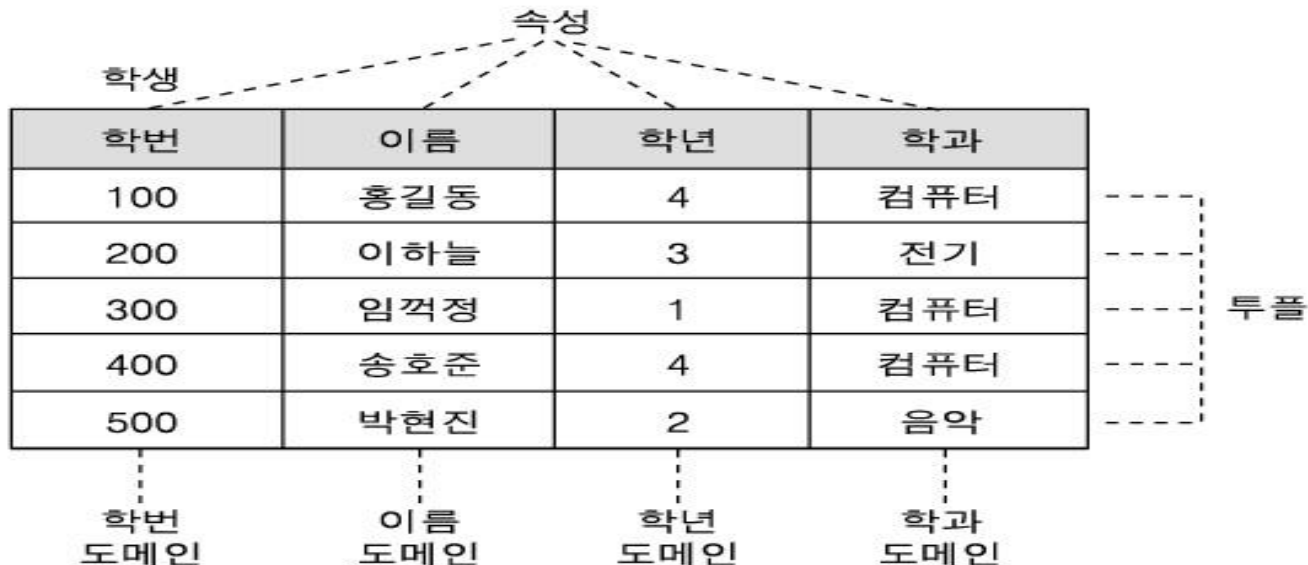 속성
학생
학번 이름 학년 학과
100 홍길동 4 컴퓨터
200 이하늘 3 전기
300 임꺽정 1 컴퓨터
400 송호준 4 컴퓨터
500 박현진 2 음악
투플
학번 이름 학년 학과
도메인 도메인 도메인 도메인